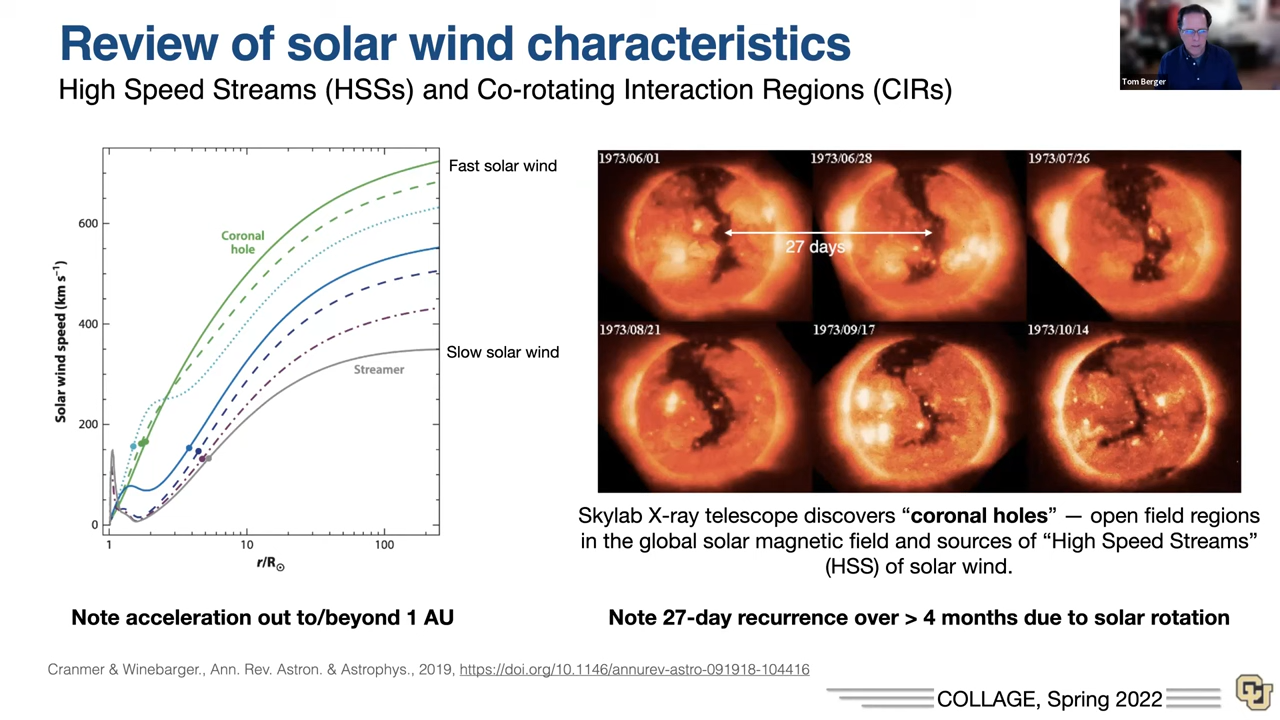 Review of solar wind characteristics
High Speed Streams (HSSs) and Co-rotating Interaction Regions (CIRs)
Tom Berger
Fast solar wind
Coronal
hole
Slow solar wind
Streamer
Solar wind speed (km s⁻¹)
600
400
200
0
1
10
100
r/R☉
1973/06/01
1973/06/28
1973/07/26
27 days
1973/08/21
1973/09/17
1973/10/14
Skylab X-ray telescope discovers “coronal holes” — open field regions
in the global solar magnetic field and sources of “High Speed Streams”
(HSS) of solar wind.
Note acceleration out to/beyond 1 AU
Note 27-day recurrence over > 4 months due to solar rotation
Cranmer & Winebarger., Ann. Rev. Astron. & Astrophys., 2019, https://doi.org/10.1146/annurev-astro-091918-104416
COLLAGE, Spring 2022
CU